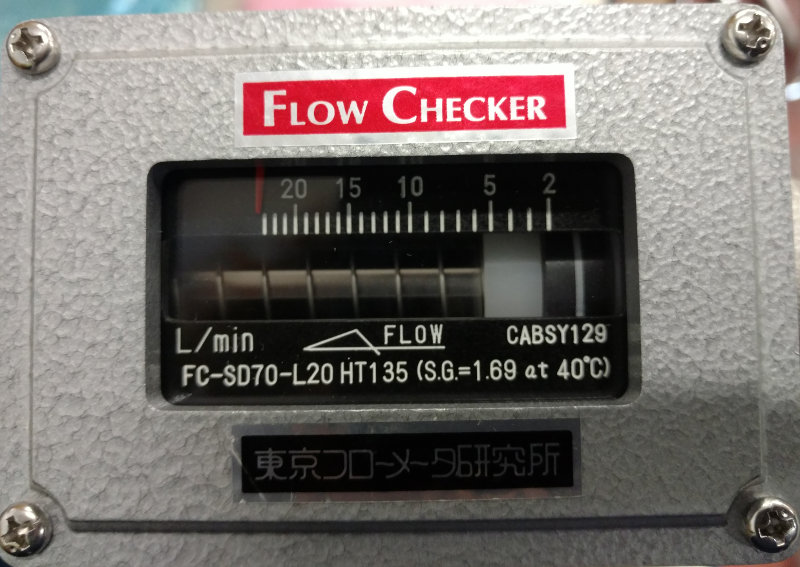 FLOW CHECKER
20 15 10 5 2
L/min FLOW CABSY129
FC-SD70-L20 HT135 (S.G.=1.69 at 40℃)
東京フローメータ研究所